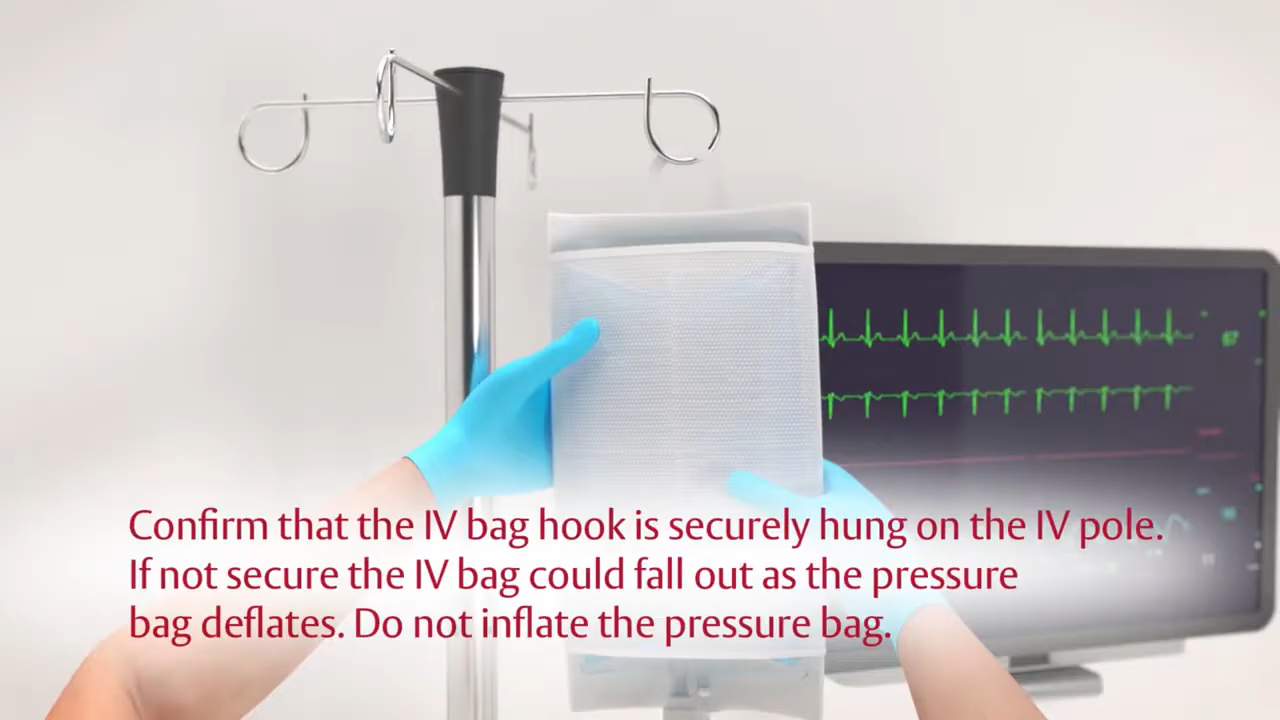 Confirm that the IV bag hook is securely hung on the IV pole.
If not secure the IV bag could fall out as the pressure
bag deflates. Do not inflate the pressure bag.